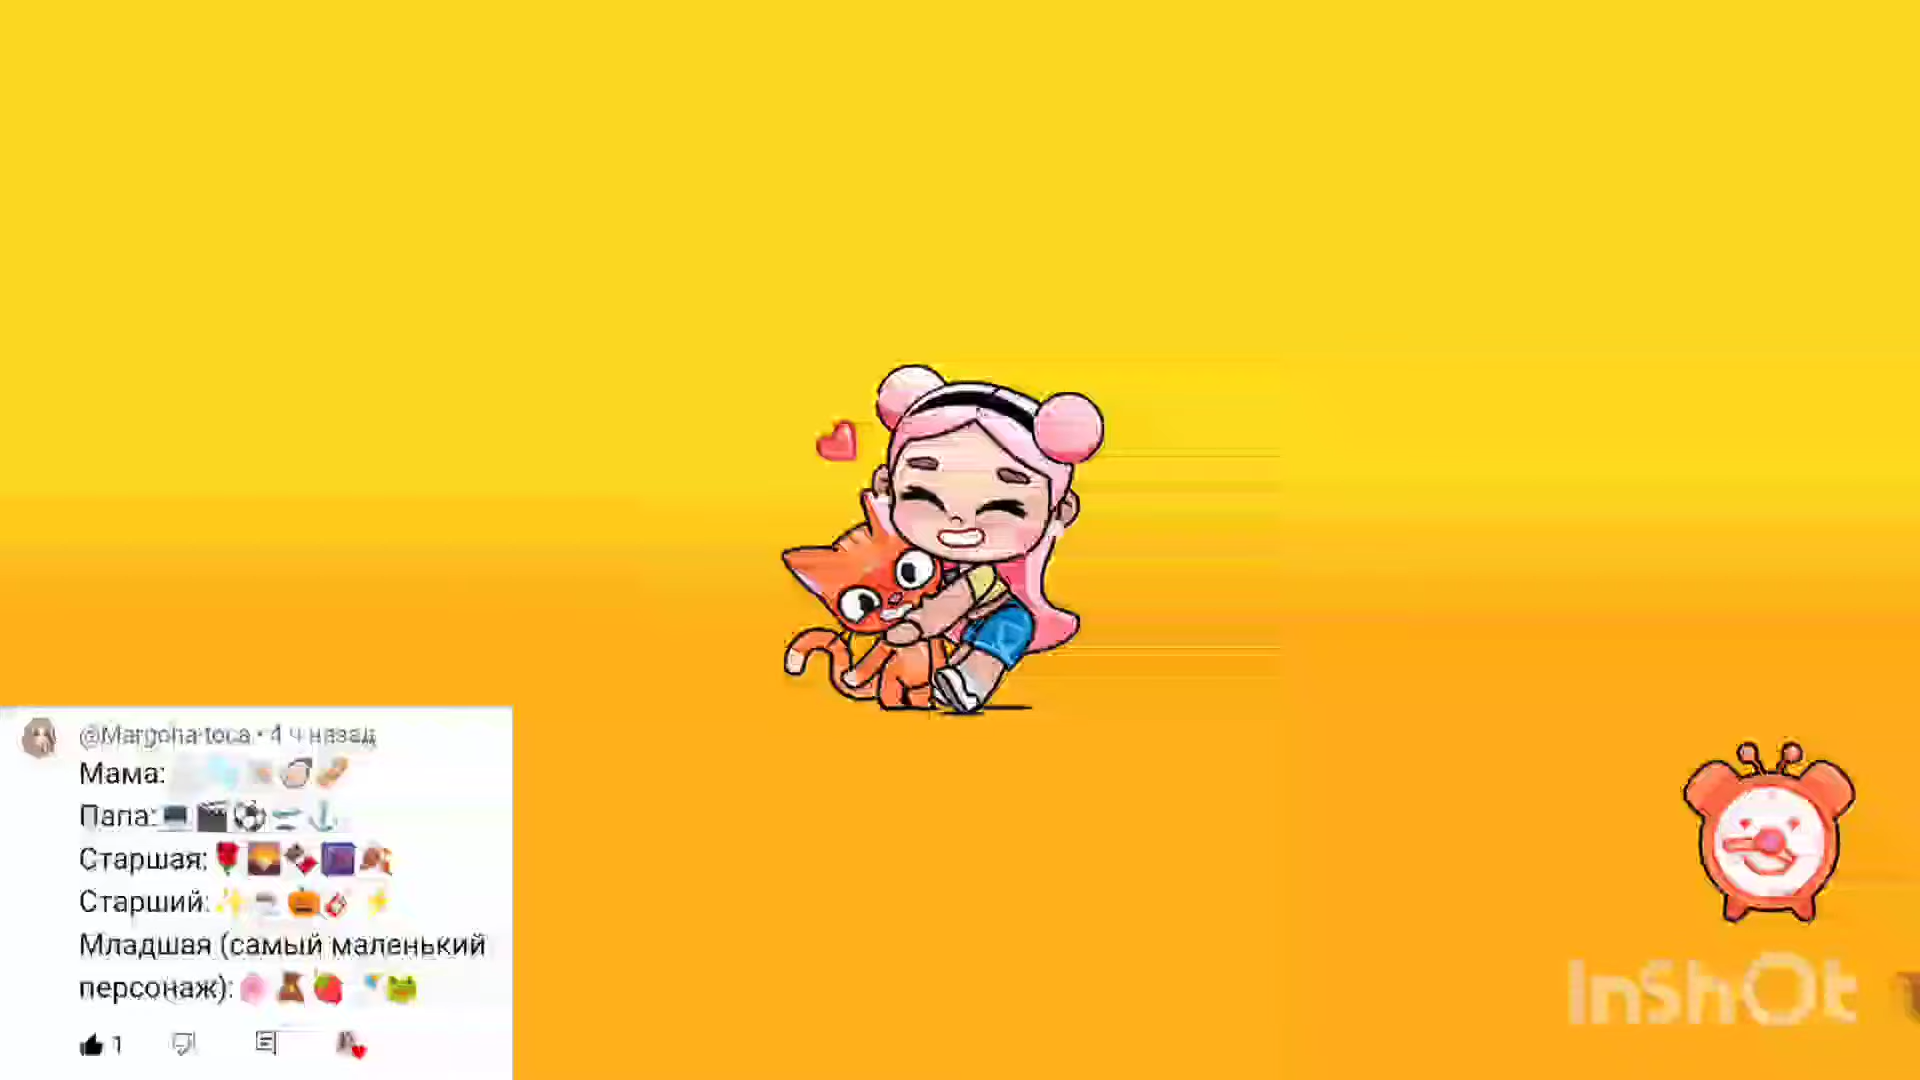 @Margoha-toca • 4 ч назад
Мама:
Папа:
Старшая:
Старший:
Младшая (самый маленький
персонаж):
1
InShOt